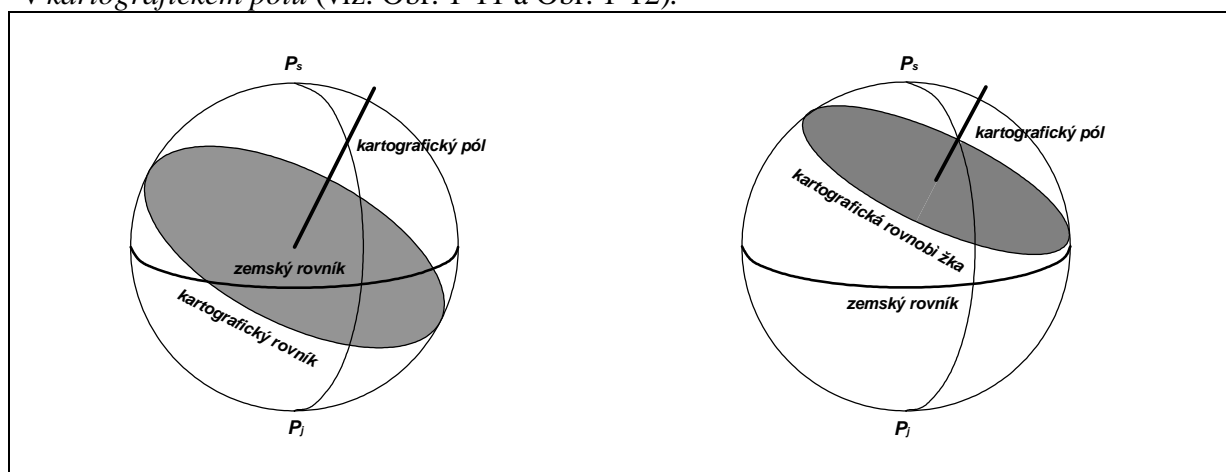 v kartografickém pólu (viz. Obr. 1-11 a Obr. 1-12).
Ps
kartografický pól
zemský rovník
kartografický rovník
Pj
Ps
kartografický pól
kartografická rovnobì žka
zemský rovník
Pj